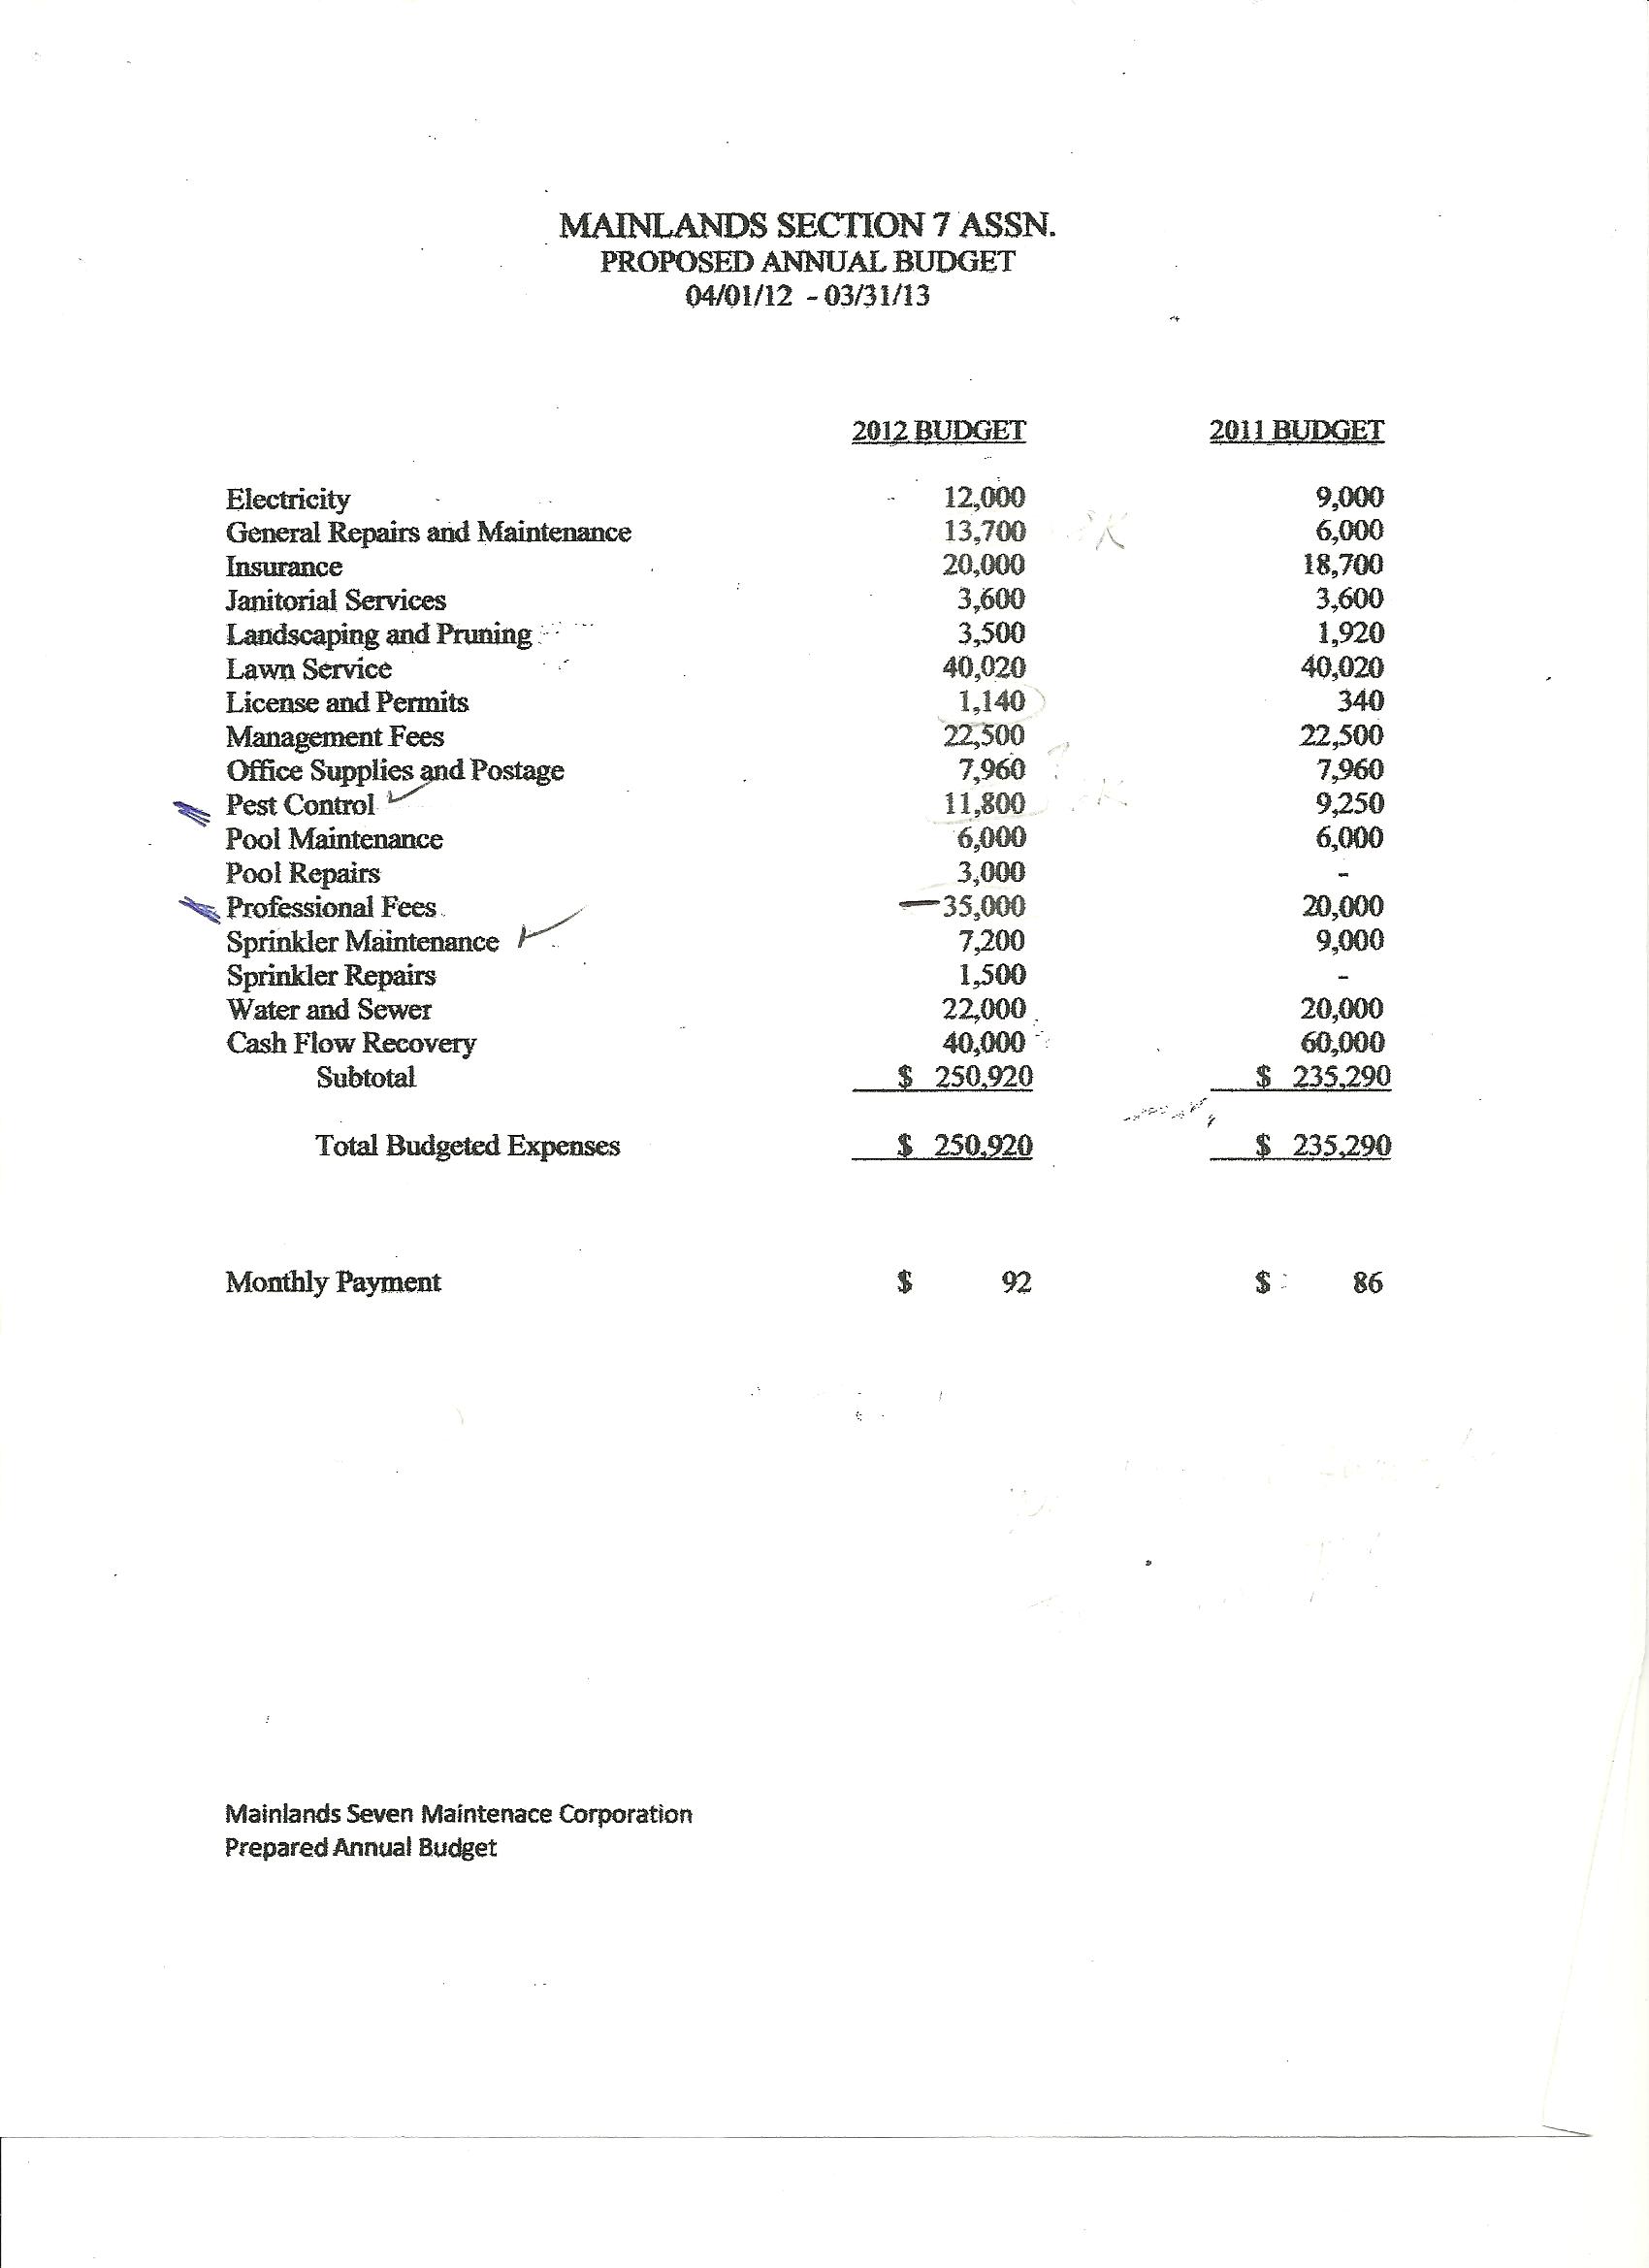 MAINLANDS SECTION 7 ASSN.
PROPOSED ANNUAL BUDGET
04/01/12 - 03/31/13
2012 BUDGET 2011 BUDGET
Electricity 12,000 9,000
General Repairs and Maintenance 13,700 6,000
Insurance 20,000 18,700
Janitorial Services 3,600 3,600
Landscaping and Pruning 3,500 1,920
Lawn Service 40,020 40,020
License and Permits 1,140 340
Management Fees 22,500 22,500
Office Supplies and Postage 7,960 7,960
Pest Control 11,800 9,250
Pool Maintenance 6,000 6,000
Pool Repairs 3,000 -
Professional Fees 35,000 20,000
Sprinkler Maintenance 7,200 9,000
Sprinkler Repairs 1,500 -
Water and Sewer 22,000 20,000
Cash Flow Recovery 40,000 60,000
Subtotal $ 250,920 $ 235,290
Total Budgeted Expenses $ 250,920 $ 235,290
Monthly Payment $ 92 $ 86
Mainlands Seven Maintenace Corporation
Prepared Annual Budget